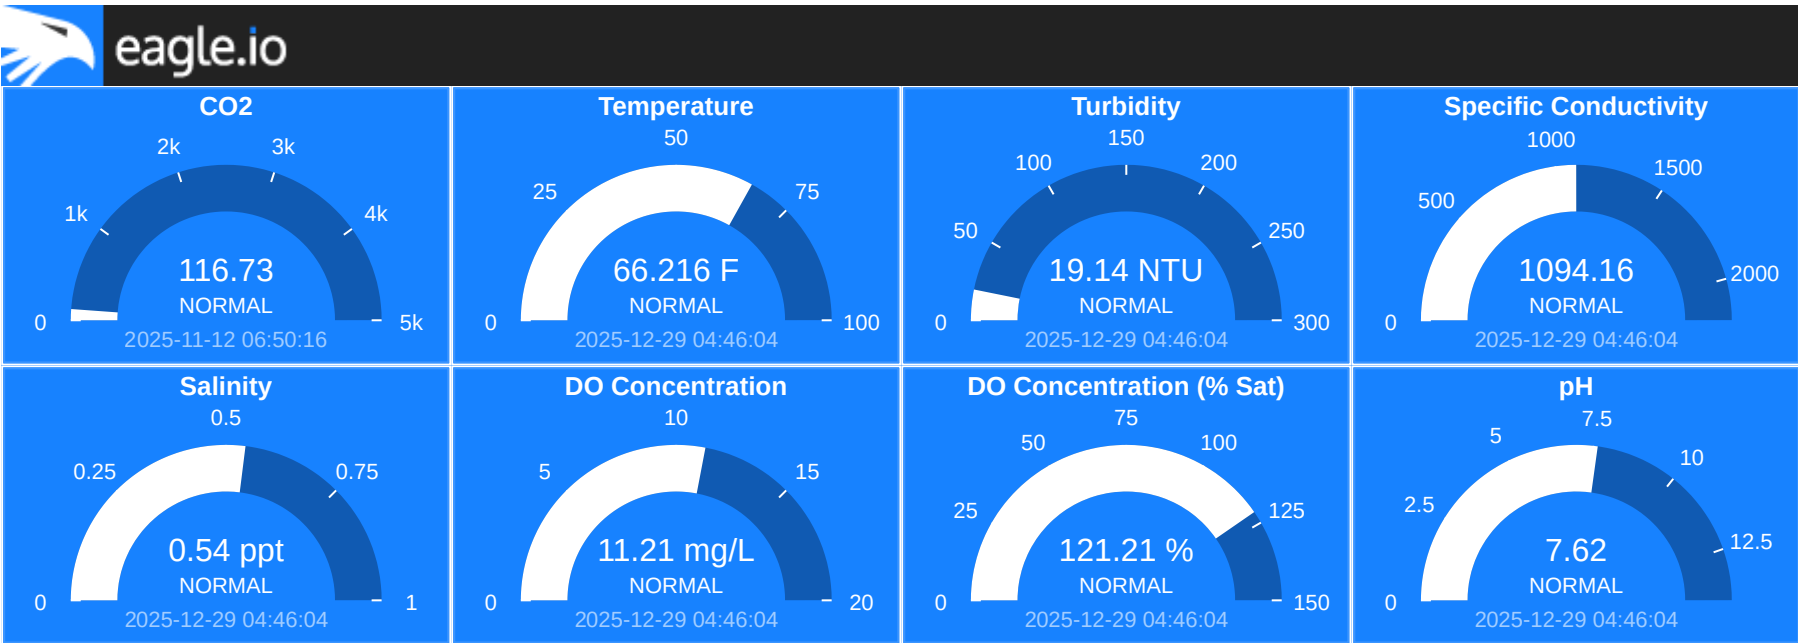 eagle.io
CO2
2k
3k
1k
4k
0
5k
116.73
NORMAL
2025-11-12 06:50:16
Temperature
50
25
75
0
100
66.216 F
NORMAL
2025-12-29 04:46:04
Turbidity
150
100
200
50
250
0
300
19.14 NTU
NORMAL
2025-12-29 04:46:04
Specific Conductivity
1000
1500
500
2000
0
1094.16
NORMAL
2025-12-29 04:46:04
Salinity
0.5
0.25
0.75
0
1
0.54 ppt
NORMAL
2025-12-29 04:46:04
DO Concentration
10
5
15
0
20
11.21 mg/L
NORMAL
2025-12-29 04:46:04
DO Concentration (% Sat)
75
50
100
25
125
0
150
121.21 %
NORMAL
2025-12-29 04:46:04
pH
7.5
5
10
2.5
12.5
0
7.62
NORMAL
2025-12-29 04:46:04